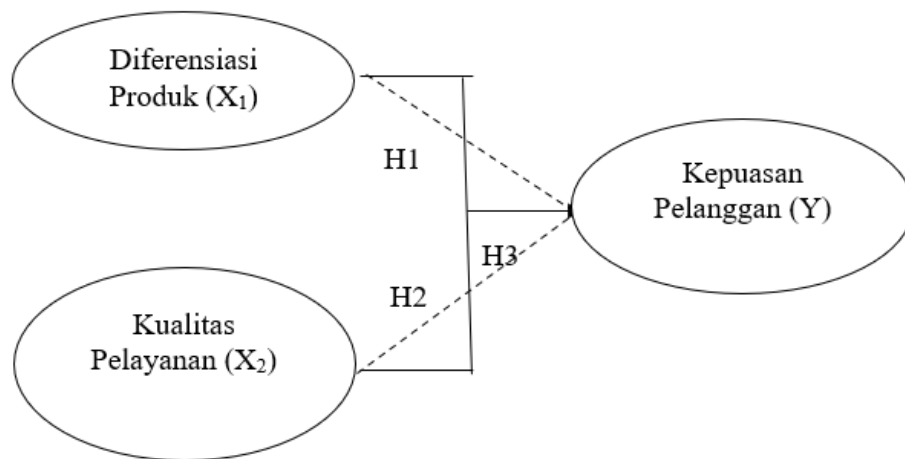 Diferensiasi
Produk (X₁)
H1
Kepuasan
Pelanggan (Y)
H3
H2
Kualitas
Pelayanan (X₂)